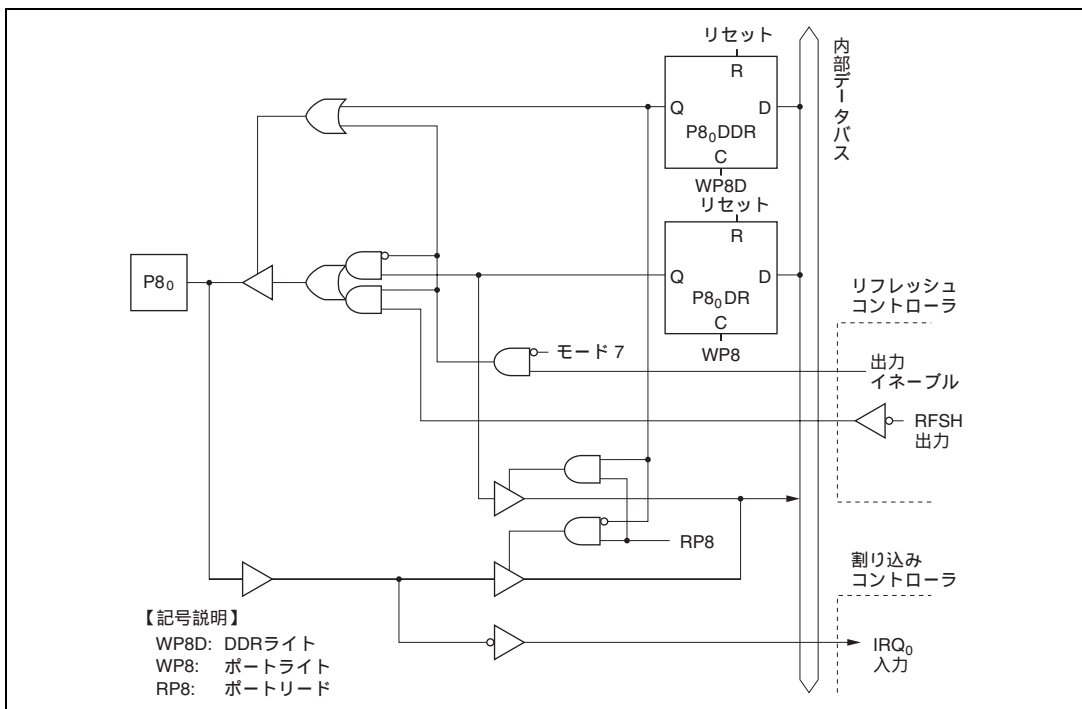 リセット
R
Q
D
P8₀DDR
C
WP8D
リセット
R
Q
D
P8₀DR
C
WP8
内部データバス
P8₀
リフレッシュ
コントローラ
モード 7
出力
イネーブル
RFSH
出力
RP8
割り込み
コントローラ
IRQ₀
入力
【記号説明】
WP8D: DDRライト
WP8: ポートライト
RP8: ポートリード